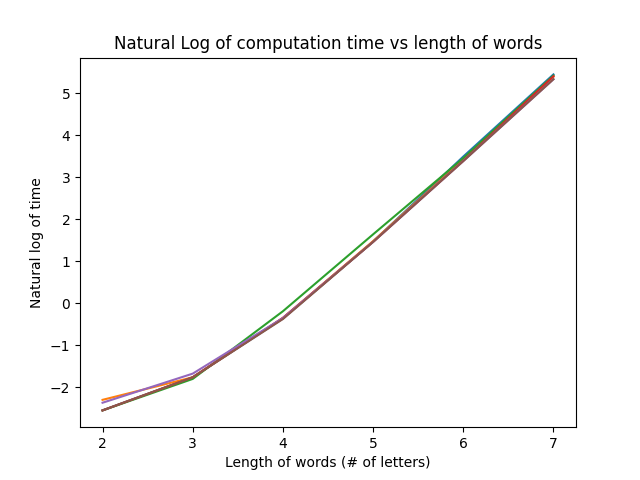 Natural Log of computation time vs length of words
5
4
3
2
1
0
−1
−2
Natural log of time
2 3 4 5 6 7
Length of words (# of letters)